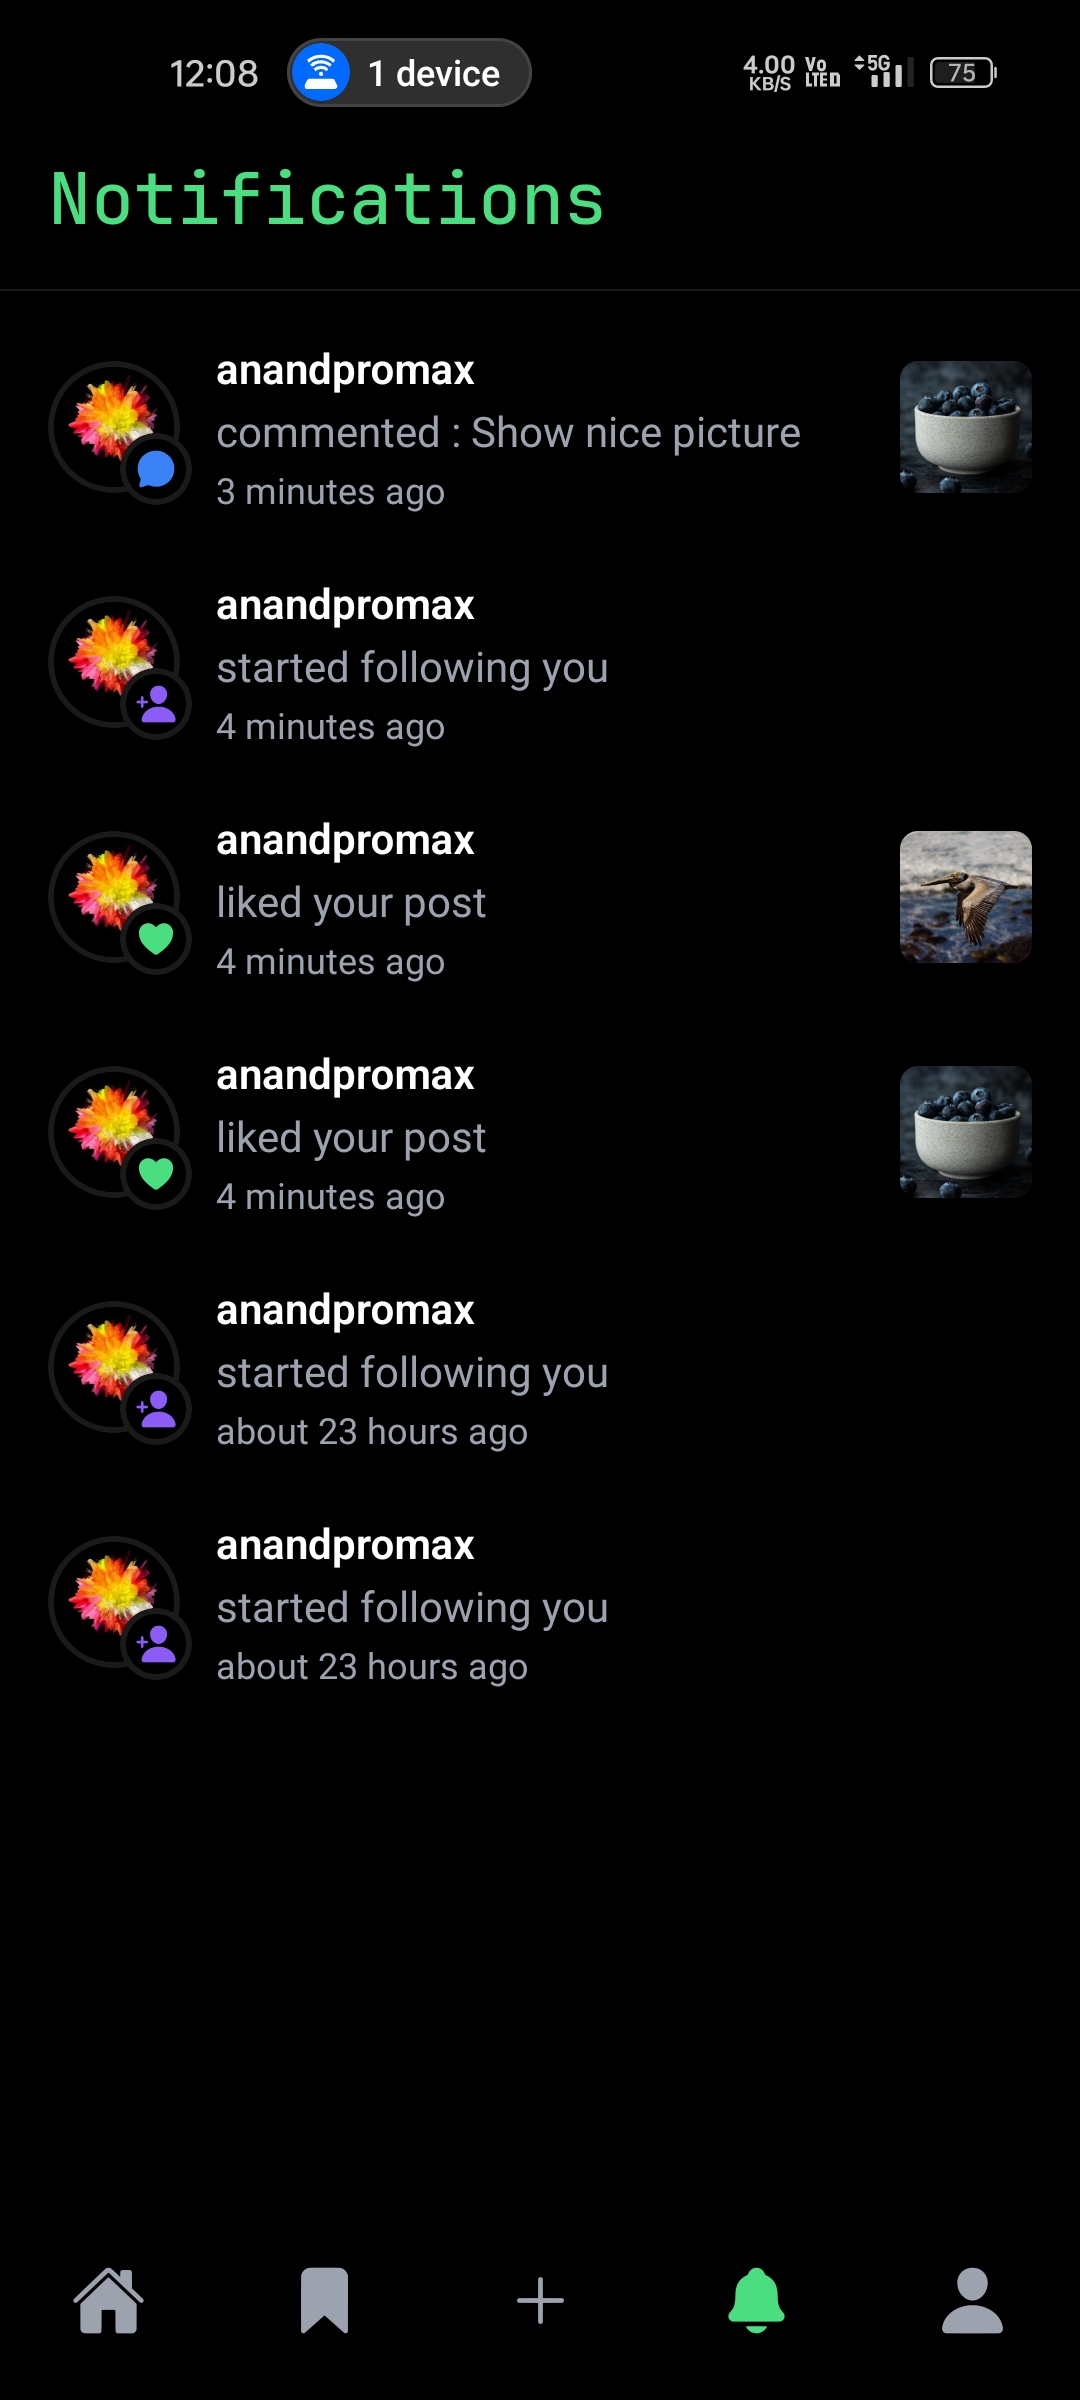 12:08
1 device
4.00
KB/S
Vo
LTED
5G
75
Notifications
anandpromax
commented : Show nice picture
3 minutes ago
anandpromax
started following you
4 minutes ago
anandpromax
liked your post
4 minutes ago
anandpromax
liked your post
4 minutes ago
anandpromax
started following you
about 23 hours ago
anandpromax
started following you
about 23 hours ago